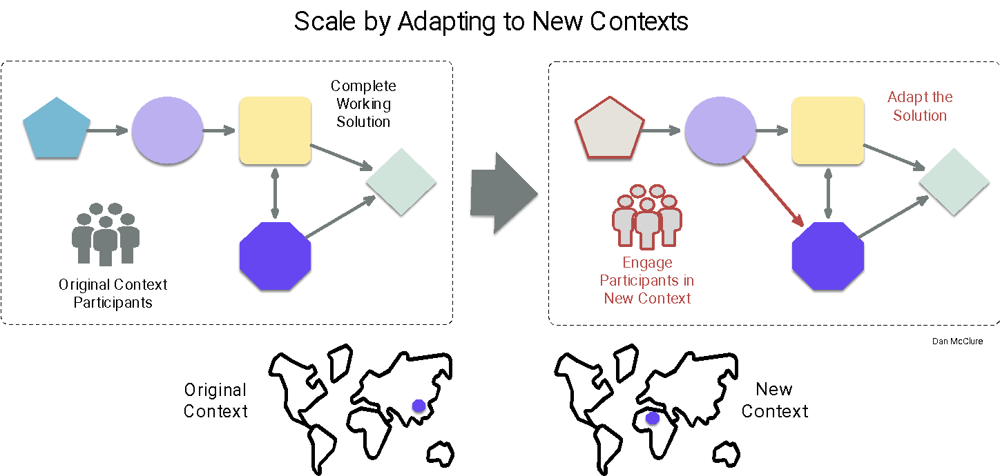 Scale by Adapting to New Contexts
Complete
Working
Solution
Original Context
Participants
Adapt the
Solution
Engage
Participants in
New Context
Dan McClure
Original
Context
New
Context